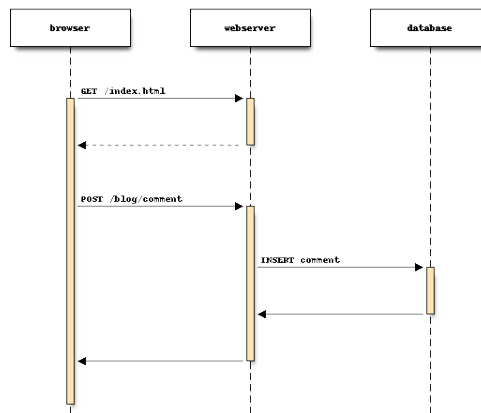 browser
webserver
database
GET /index.html
POST /blog/comment
INSERT comment